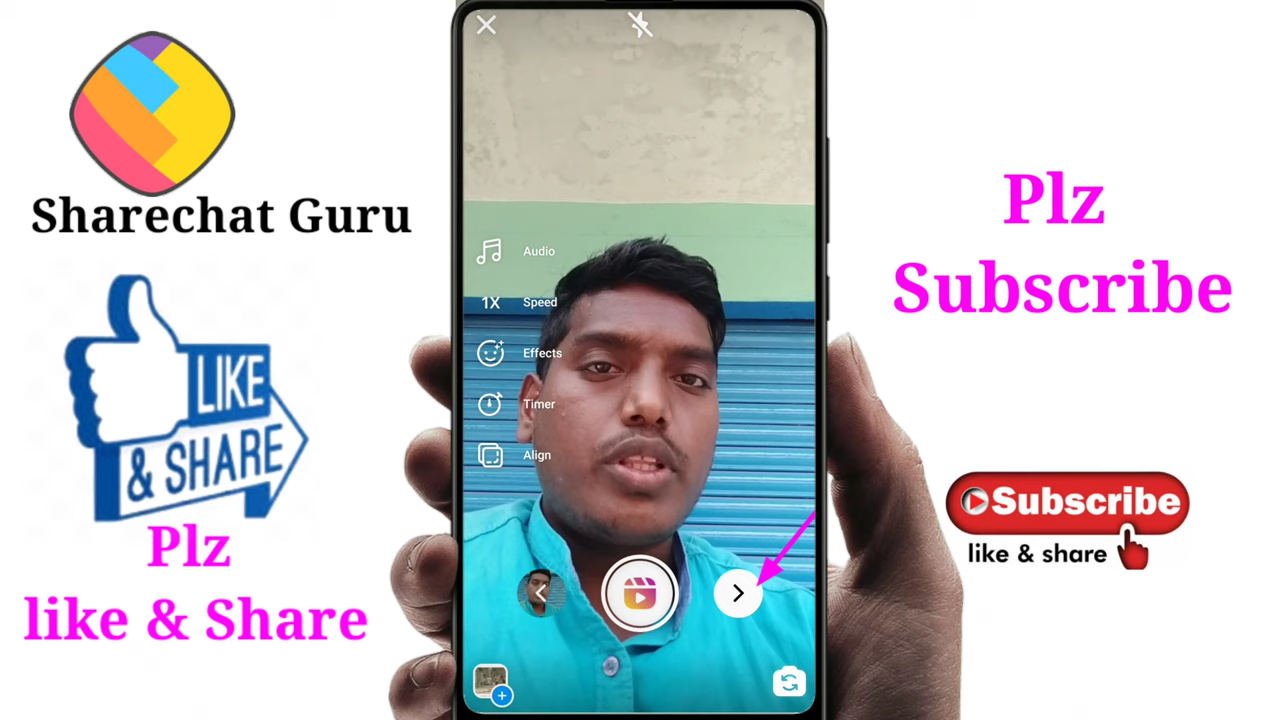 Sharechat Guru
LIKE
& SHARE
Plz
like & Share
Audio
1X Speed
Effects
Timer
Align
Plz
Subscribe
Subscribe
like & share